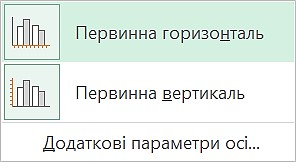 Первинна горизонталь
Первинна вертикаль
Додаткові параметри осі...